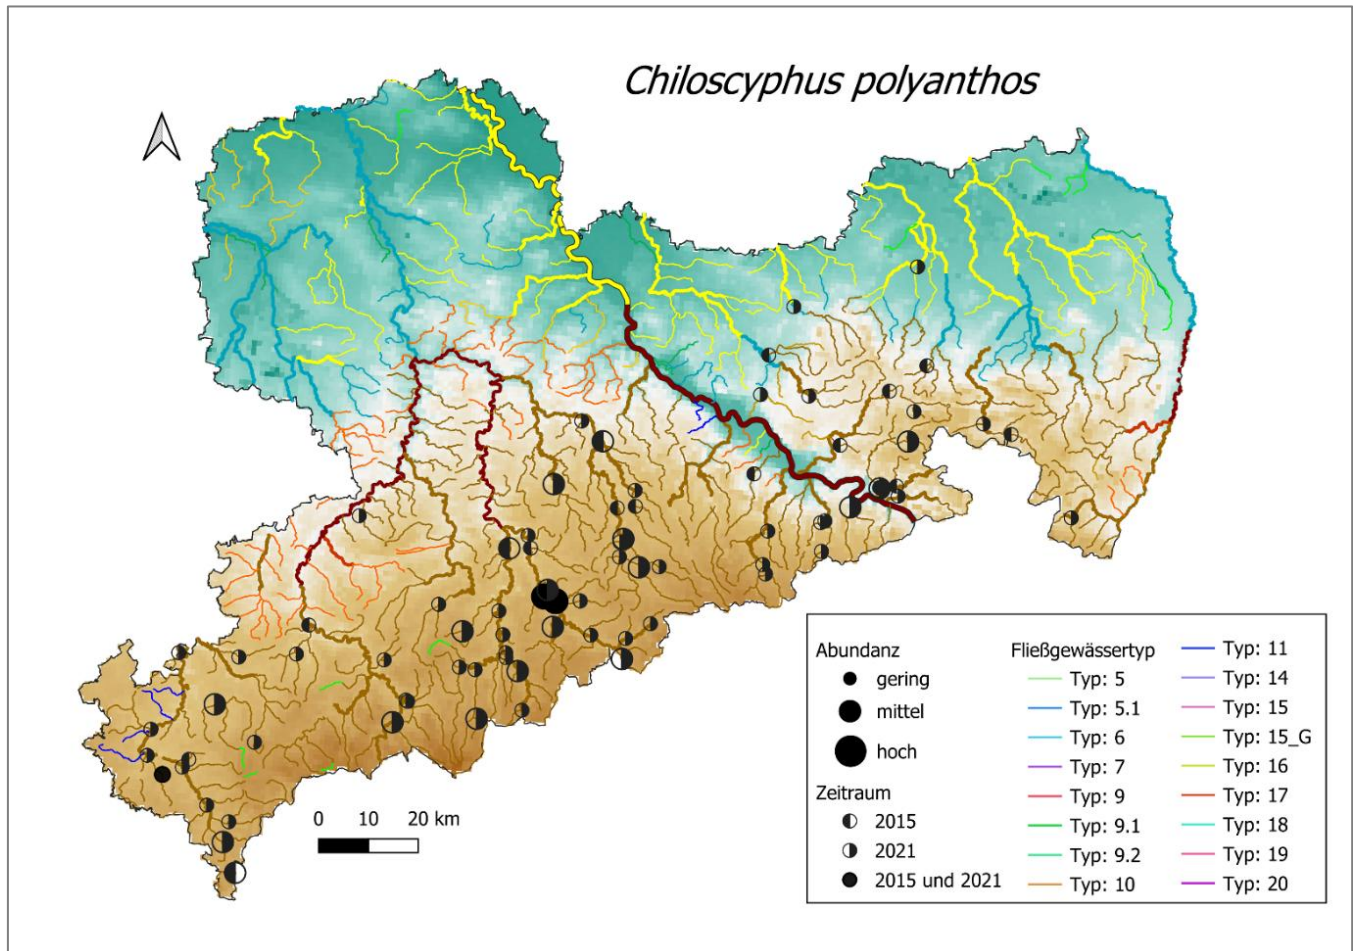 Chiloscyphus polyanthos
Abundanz
gering
mittel
hoch
Zeitraum
2015
2021
2015 und 2021
Fließgewässertyp
Typ: 5
Typ: 5.1
Typ: 6
Typ: 7
Typ: 9
Typ: 9.1
Typ: 9.2
Typ: 10
Typ: 11
Typ: 14
Typ: 15
Typ: 15_G
Typ: 16
Typ: 17
Typ: 18
Typ: 19
Typ: 20
0 10 20 km